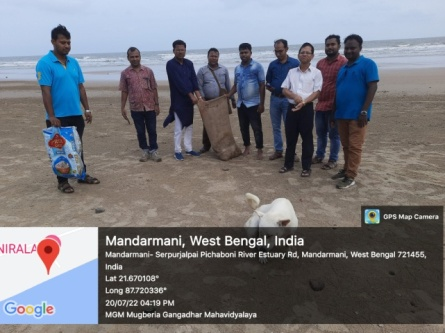 GPS Map Camera
NIRALA
Google
Mandarmani, West Bengal, India
Mandarmani- Serpurjalpai Pichaboni River Estuary Rd, Mandarmani, West Bengal 721455,
India
Lat 21.670108°
Long 87.720336°
20/07/22 04:19 PM
MGM Mugberia Gangadhar Mahavidyalaya